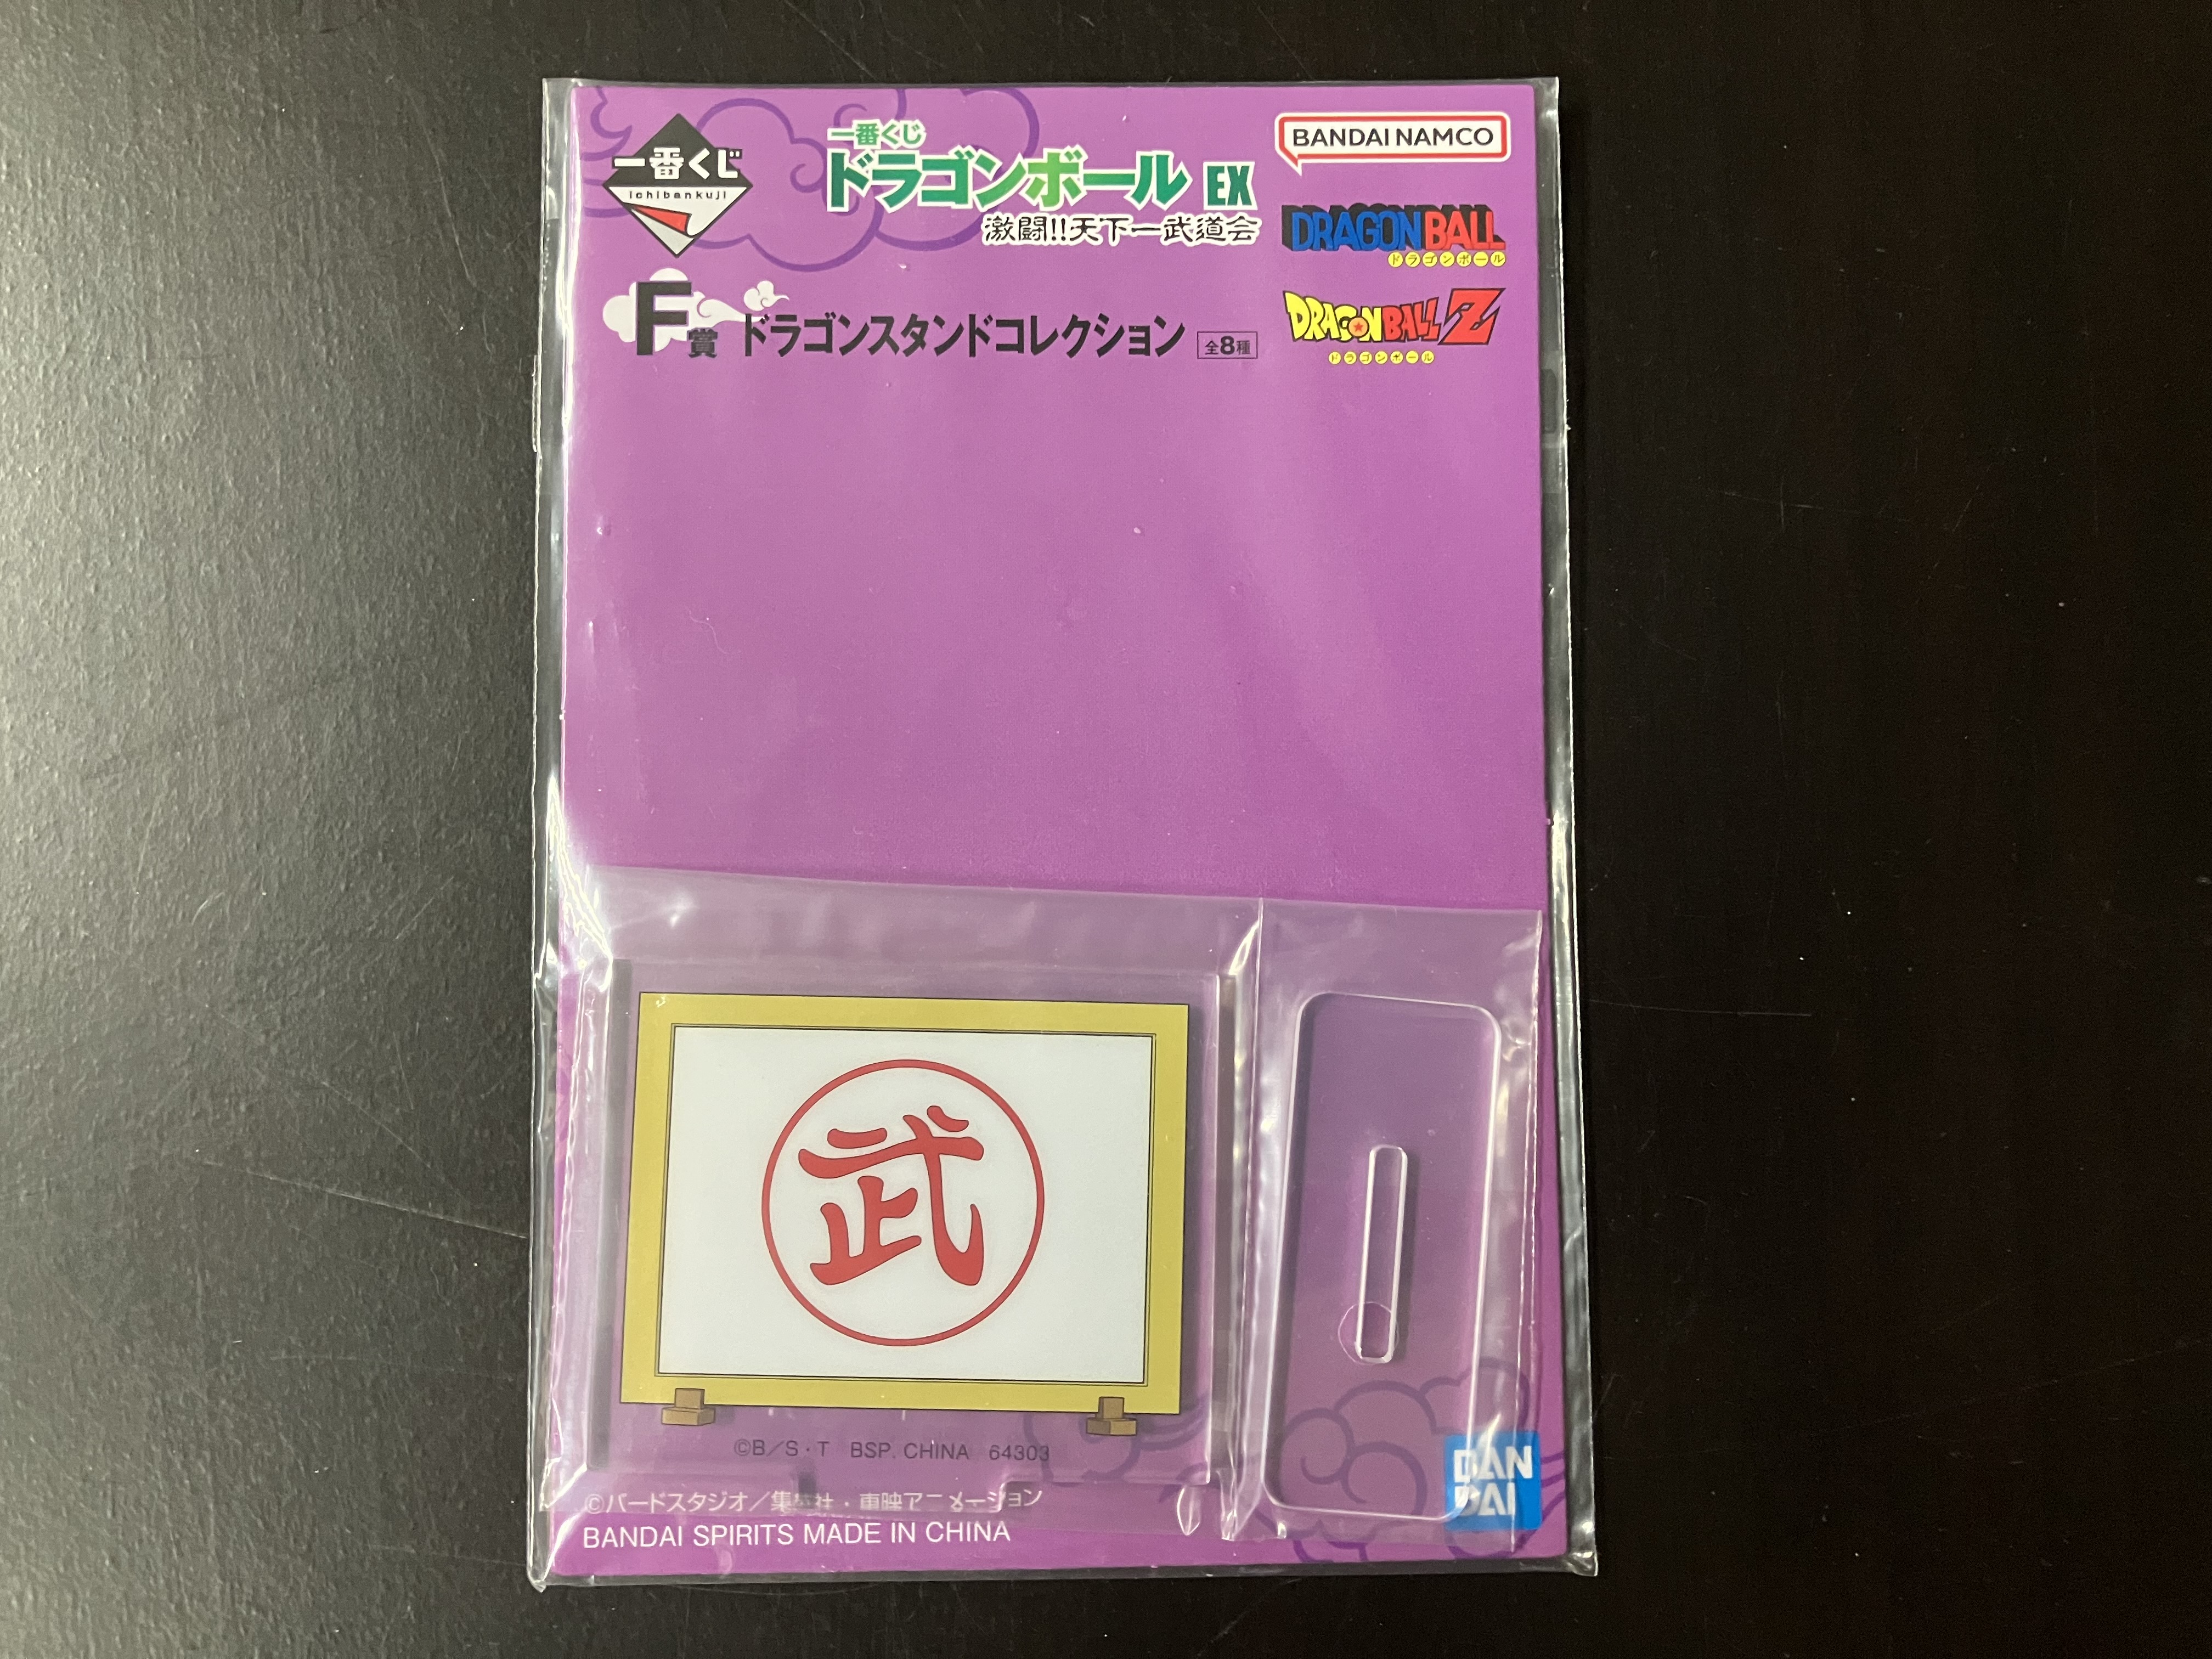 一番くじ
ichibankuji
一番くじ
ドラゴンボール EX
激闘!!天下一武道会
BANDAI NAMCO
DRAGON BALL
ドラゴンボール
DRAGON BALL Z
ドラゴンボール
F賞 ドラゴンスタンドコレクション 全8種
武
©B/S・T BSP. CHINA 64303
©バードスタジオ/集英社・東映アニメーション
BANDAI SPIRITS MADE IN CHINA
BAN
DAI